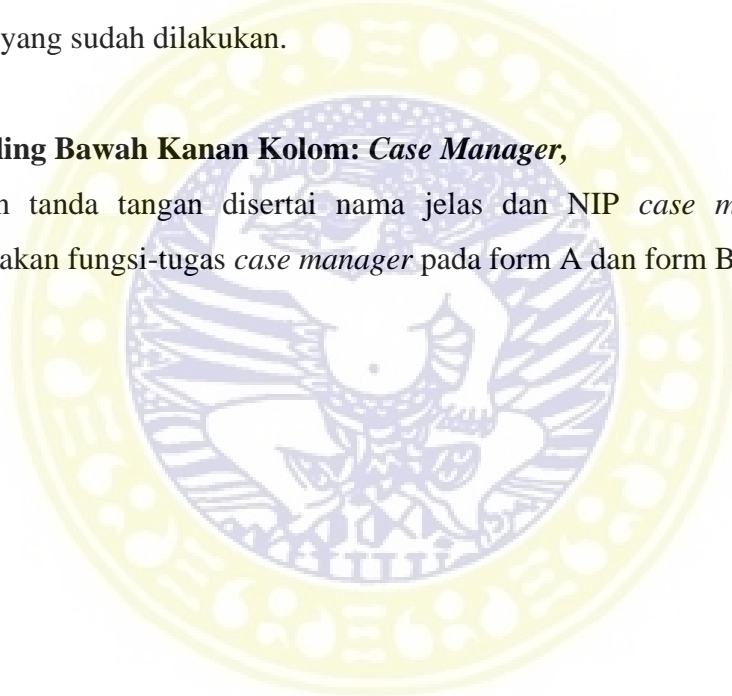 yang sudah dilakukan.
ling Bawah Kanan Kolom: Case Manager,
n tanda tangan disertai nama jelas dan NIP case m
akan fungsi-tugas case manager pada form A dan form B